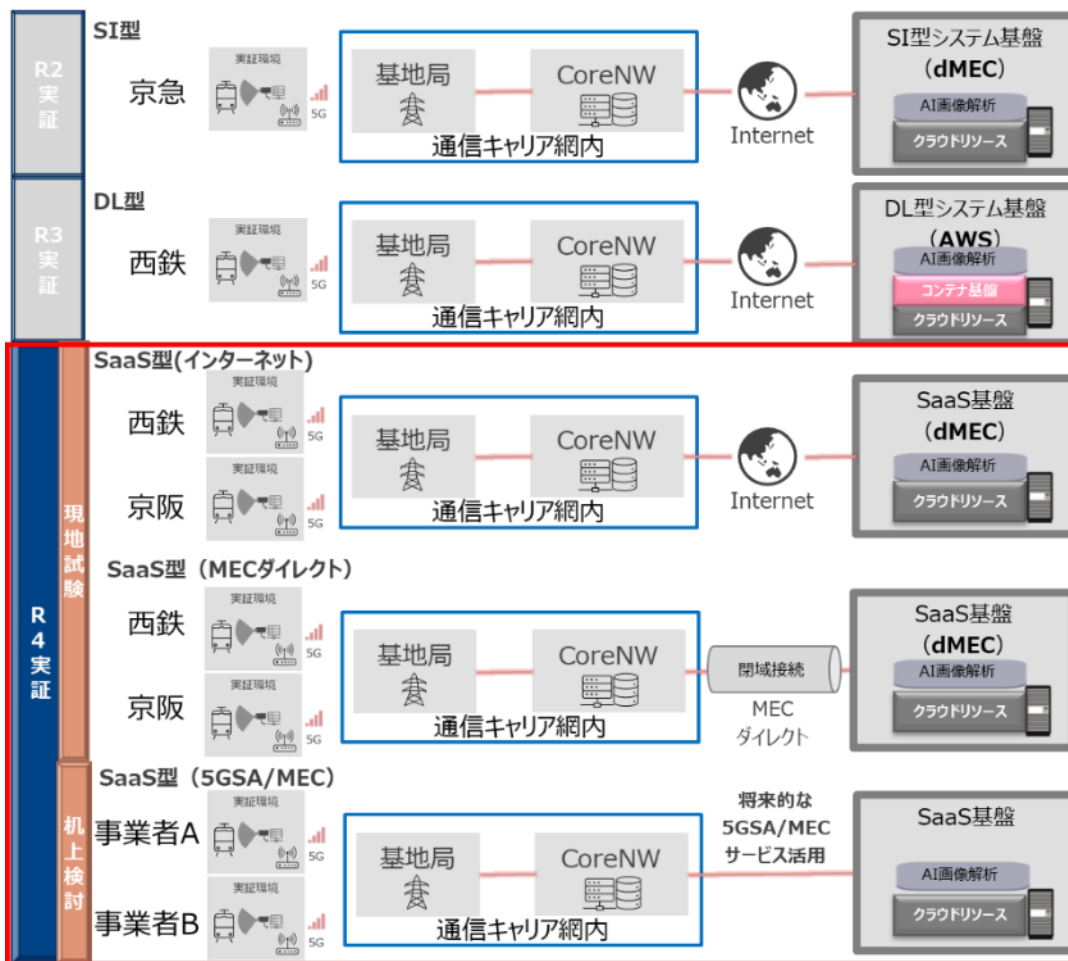 R2実証
SI型
京急
実証環境
5G
基地局
CoreNW
通信キャリア網内
Internet
SI型システム基盤
(dMEC)
AI画像解析
クラウドリソース
R3実証
DL型
西鉄
実証環境
5G
基地局
CoreNW
通信キャリア網内
Internet
DL型システム基盤
(AWS)
AI画像解析
コンテナ基盤
クラウドリソース
R4実証
現地試験
SaaS型(インターネット)
西鉄
実証環境
5G
京阪
実証環境
5G
基地局
CoreNW
通信キャリア網内
Internet
SaaS基盤
(dMEC)
AI画像解析
クラウドリソース
SaaS型（MECダイレクト）
西鉄
実証環境
5G
京阪
実証環境
5G
基地局
CoreNW
通信キャリア網内
閉域接続
MEC
ダイレクト
SaaS基盤
(dMEC)
AI画像解析
クラウドリソース
机上検討
SaaS型（5GSA/MEC）
事業者A
実証環境
5G
事業者B
実証環境
5G
基地局
CoreNW
通信キャリア網内
将来的な
5GSA/MEC
サービス活用
SaaS基盤
AI画像解析
クラウドリソース